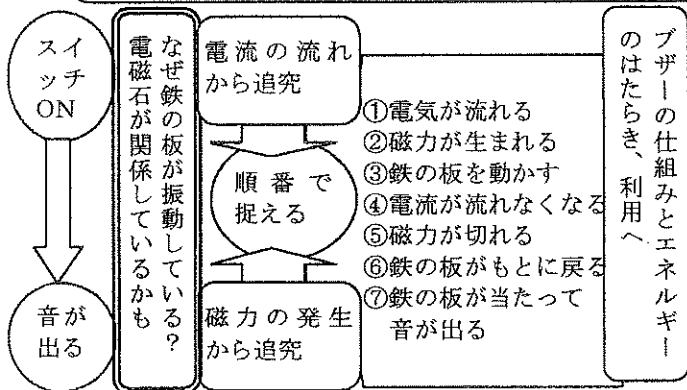 スイ
ッチ
ON
音が
出る
なぜ鉄の板が振動している？
電磁石が関係しているかも
電流の流れ
から追究
順番で
捉える
磁力の発生
から追究
①電気が流れる
②磁力が生まれる
③鉄の板を動かす
④電流が流れなくなる
⑤磁力が切れる
⑥鉄の板がもとに戻る
⑦鉄の板が当たって
音が出る
ブザーの仕組みとエネルギー
のはたらき、利用へ